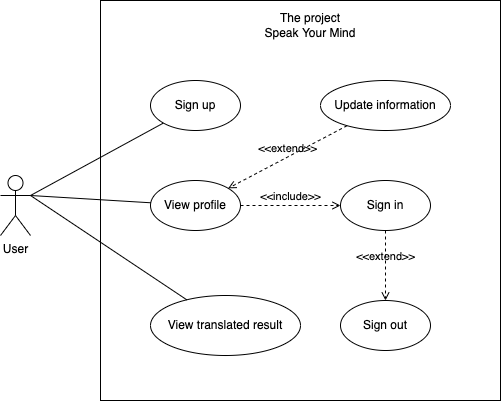 The project
Speak Your Mind
Sign up
Update information
<<extend>>
View profile
<<include>>
Sign in
User
<<extend>>
View translated result
Sign out